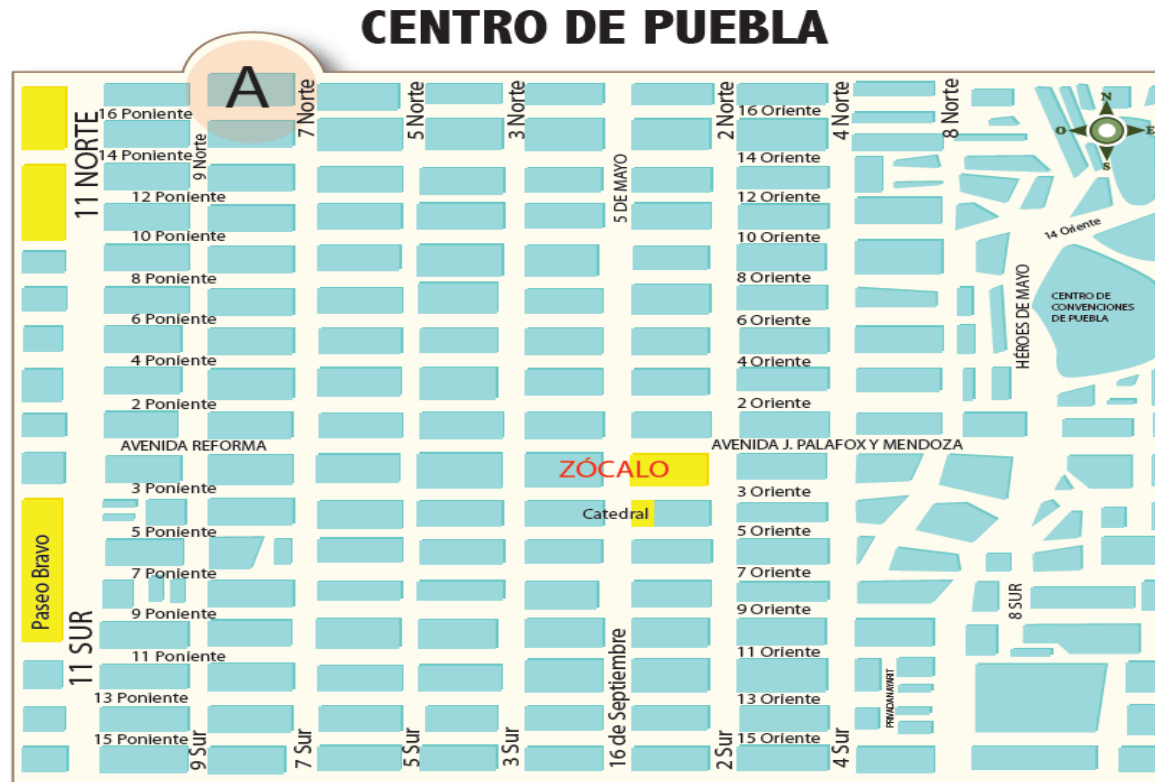 CENTRO DE PUEBLA
A
16 Poniente
14 Poniente
12 Poniente
10 Poniente
8 Poniente
6 Poniente
4 Poniente
2 Poniente
AVENIDA REFORMA
3 Poniente
5 Poniente
7 Poniente
9 Poniente
11 Poniente
13 Poniente
15 Poniente
11 NORTE
9 Norte
7 Norte
5 Norte
3 Norte
5 DE MAYO
2 Norte
4 Norte
8 Norte
16 Oriente
14 Oriente
12 Oriente
10 Oriente
8 Oriente
6 Oriente
4 Oriente
2 Oriente
AVENIDA J. PALAFOX Y MENDOZA
3 Oriente
5 Oriente
7 Oriente
9 Oriente
11 Oriente
13 Oriente
15 Oriente
N
O
E
S
14 Oriente
HÉROES DE MAYO
CENTRO DE
CONVENCIONES
DE PUEBLA
ZÓCALO
Catedral
Paseo Bravo
11 SUR
9 Sur
7 Sur
5 Sur
3 Sur
16 de Septiembre
2 Sur
4 Sur
PRIVADA NAYARIT
8 SUR